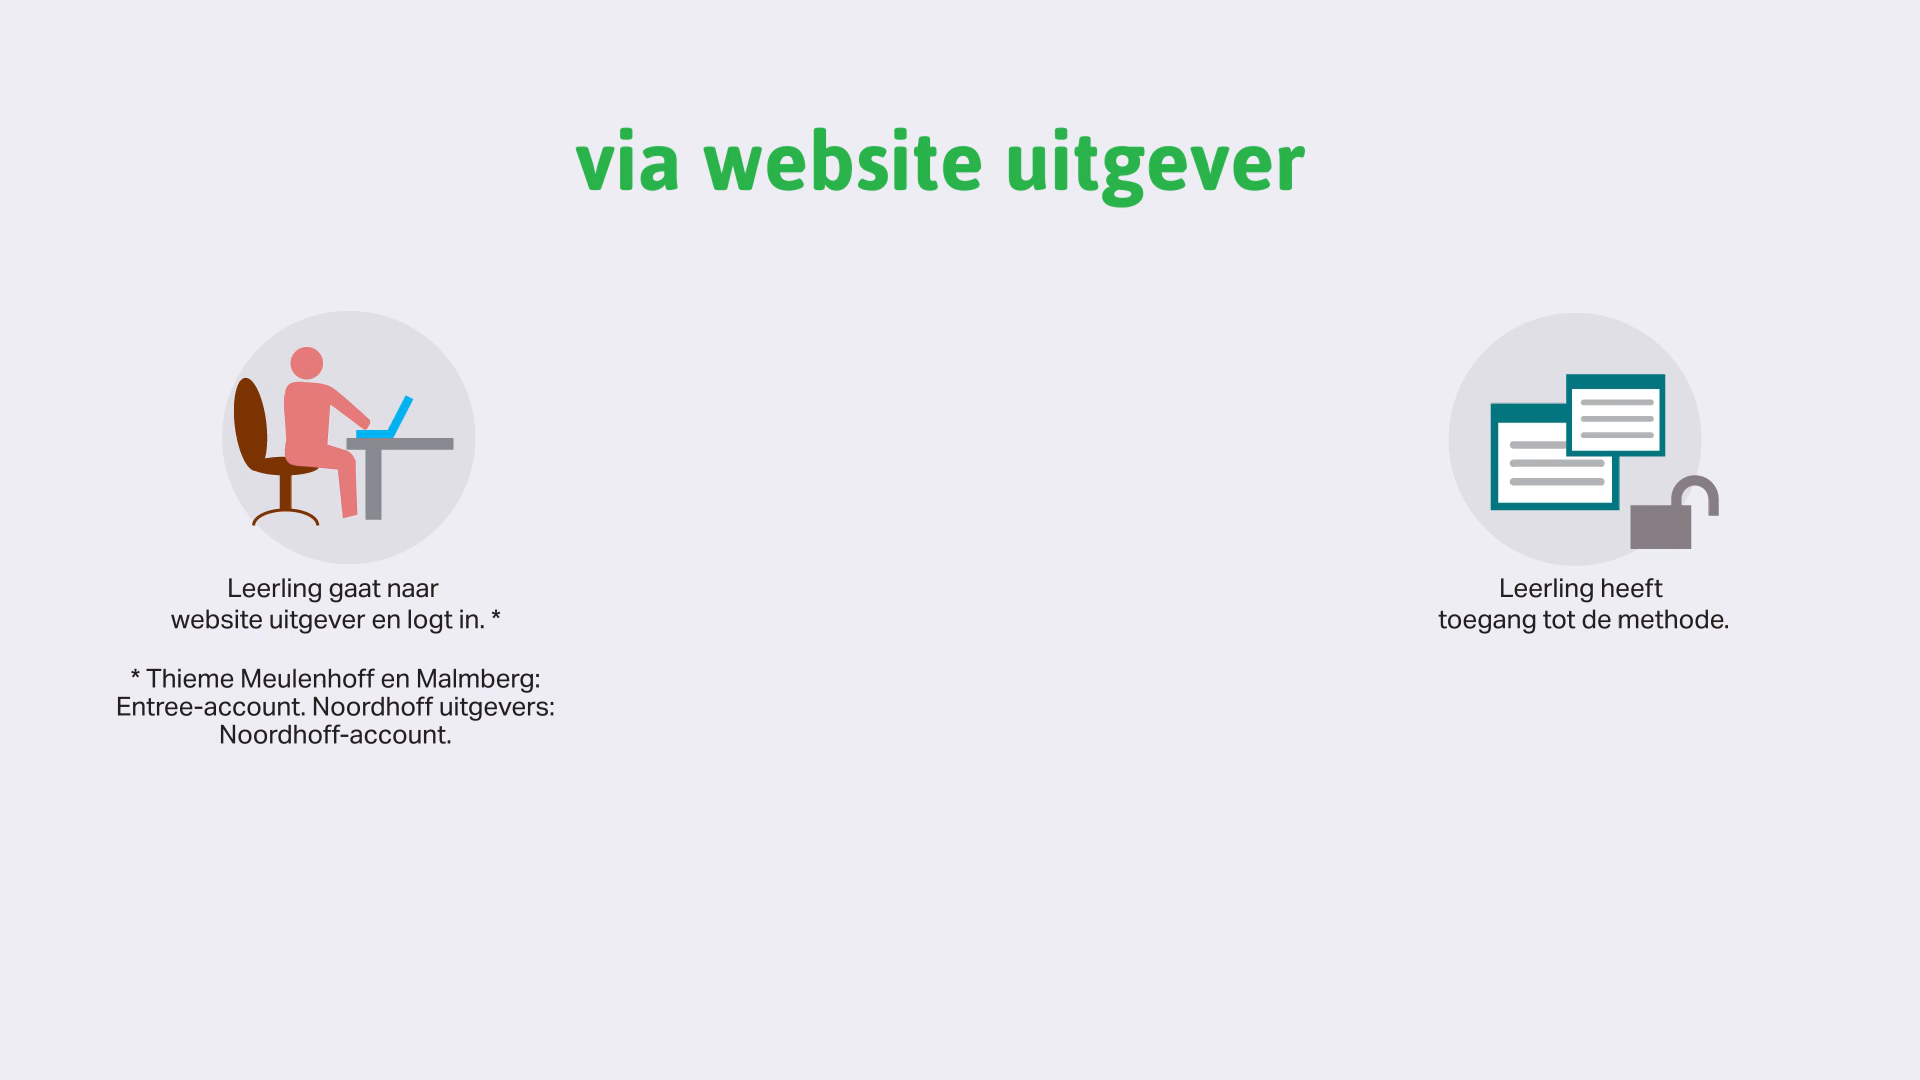 via website uitgever
Leerling gaat naar
website uitgever en logt in. *
* Thieme Meulenhoff en Malmberg:
Entree-account. Noordhoff uitgevers:
Noordhoff-account.
Leerling heeft
toegang tot de methode.